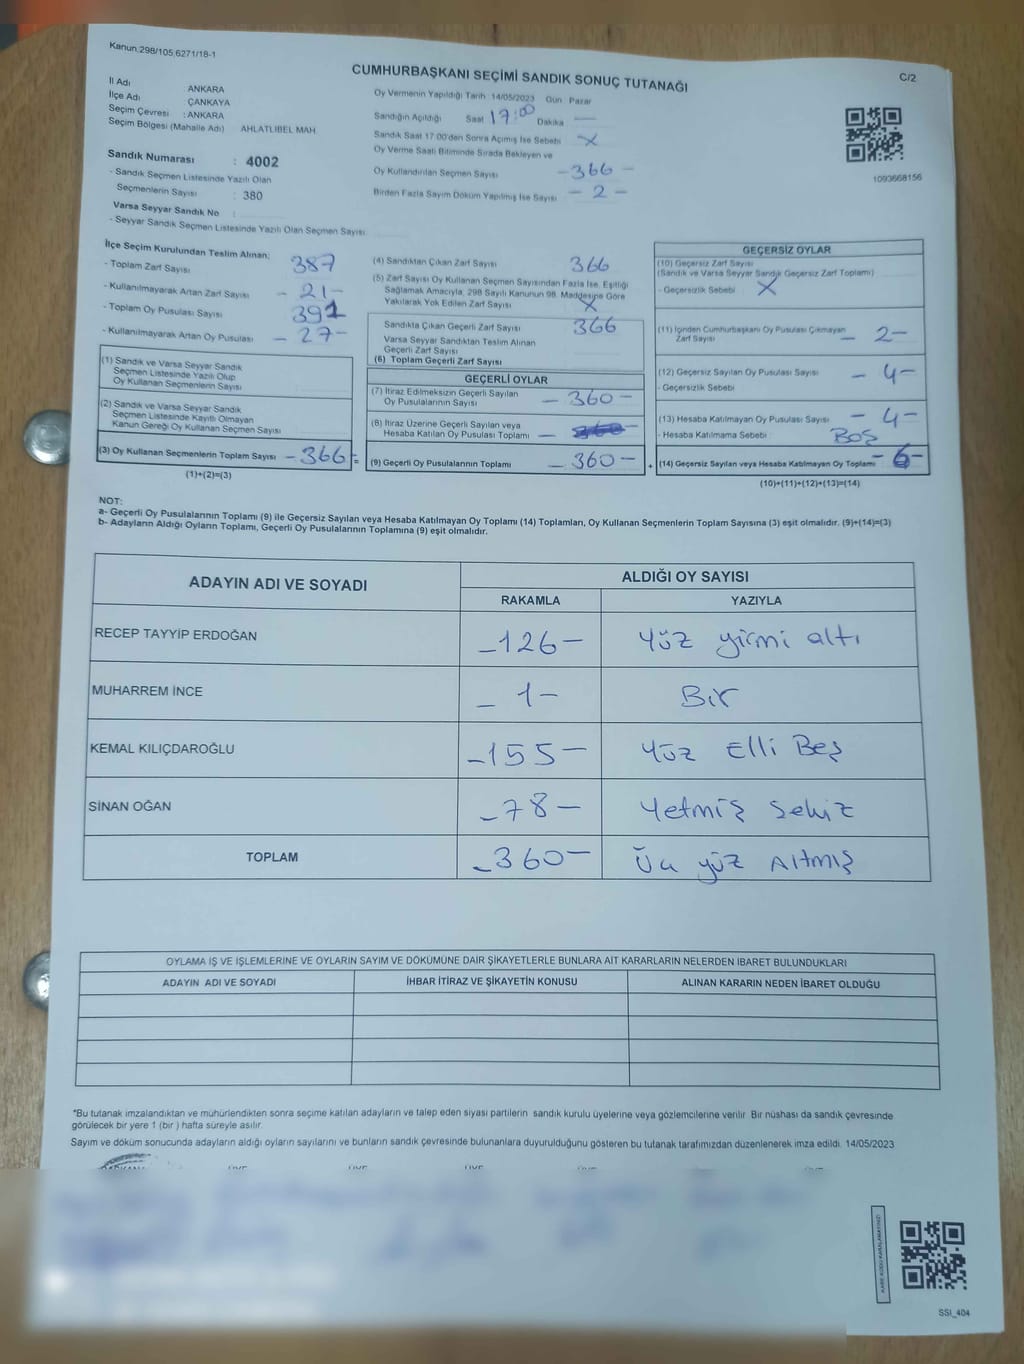 Kanun:298/105,6271/18-1
C/2
CUMHURBAŞKANI SEÇİMİ SANDIK SONUÇ TUTANAĞI
İl Adı ANKARA
İlçe Adı ÇANKAYA
Seçim Çevresi : ANKARA
Seçim Bölgesi (Mahalle Adı) AHLATLIBEL MAH.
Sandık Numarası : 4002
- Sandık Seçmen Listesinde Yazılı Olan
Seçmenlerin Sayısı : 380
Varsa Seyyar Sandık No :
- Seyyar Sandık Seçmen Listesinde Yazılı Olan Seçmen Sayısı
Oy Vermenin Yapıldığı Tarih :14/05/2023 Gün Pazar
Sandığın Açıldığı Saat 17:00 Dakika —
Sandık Saat 17.00'den Sonra Açılmış İse Sebebi X
Oy Verme Saati Bitiminde Sırada Bekleyen ve
Oy Kullandırılan Seçmen Sayısı - 366 -
Birden Fazla Sayım Döküm Yapılmış İse Sayısı - 2 -
1093668156
İlçe Seçim Kurulundan Teslim Alınan:
- Toplam Zarf Sayısı 387
- Kullanılmayarak Artan Zarf Sayısı - 21 -
- Toplam Oy Pusulası Sayısı 391
- Kullanılmayarak Artan Oy Pusulası - 27 -
(1) Sandık ve Varsa Seyyar Sandık
Seçmen Listesinde Yazılı Olup
Oy Kullanan Seçmenlerin Sayısı
(2) Sandık ve Varsa Seyyar Sandık
Seçmen Listesinde Kayıtlı Olmayan
Kanun Gereği Oy Kullanan Seçmen Sayısı
(3) Oy Kullanan Seçmenlerin Toplam Sayısı - 366 =
(1)+(2)=(3)
(4) Sandıktan Çıkan Zarf Sayısı 366
(5) Zarf Sayısı Oy Kullanan Seçmen Sayısından Fazla İse, Eşitliği
Sağlamak Amacıyla, 298 Sayılı Kanunun 98. Maddesine Göre
Yakılarak Yok Edilen Zarf Sayısı X
Sandıkta Çıkan Geçerli Zarf Sayısı 366
Varsa Seyyar Sandıktan Teslim Alınan
Geçerli Zarf Sayısı
(6) Toplam Geçerli Zarf Sayısı
GEÇERLİ OYLAR
(7) İtiraz Edilmeksizin Geçerli Sayılan
Oy Pusulalarının Sayısı - 360 -
(8) İtiraz Üzerine Geçerli Sayılan veya
Hesaba Katılan Oy Pusulası Toplamı
(9) Geçerli Oy Pusulalarının Toplamı - 360 - +
GEÇERSİZ OYLAR
(10) Geçersiz Zarf Sayısı
(Sandık ve Varsa Seyyar Sandık Geçersiz Zarf Toplamı)
- Geçersizlik Sebebi X
(11) İçinden Cumhurbaşkanı Oy Pusulası Çıkmayan
Zarf Sayısı - 2 -
(12) Geçersiz Sayılan Oy Pusulası Sayısı - 4 -
- Geçersizlik Sebebi
(13) Hesaba Katılmayan Oy Pusulası Sayısı - 4 -
- Hesaba Katılmama Sebebi BOŞ
(14) Geçersiz Sayılan veya Hesaba Katılmayan Oy Toplamı - 6 -
(10)+(11)+(12)+(13)=(14)
NOT:
a- Geçerli Oy Pusulalarının Toplamı (9) ile Geçersiz Sayılan veya Hesaba Katılmayan Oy Toplamı (14) Toplamları, Oy Kullanan Seçmenlerin Toplam Sayısına (3) eşit olmalıdır. (9)+(14)=(3)
b- Adayların Aldığı Oyların Toplamı, Geçerli Oy Pusulalarının Toplamına (9) eşit olmalıdır.
ADAYIN ADI VE SOYADI ALDIĞI OY SAYISI
RAKAMLA YAZIYLA
RECEP TAYYİP ERDOĞAN - 126 - Yüz yirmi altı
MUHARREM İNCE - 1 - Bir
KEMAL KILIÇDAROĞLU - 155 - Yüz Elli Beş
SİNAN OĞAN - 78 - Yetmiş Sekiz
TOPLAM - 360 - Üç yüz Altmış
OYLAMA İŞ VE İŞLEMLERİNE VE OYLARIN SAYIM VE DÖKÜMÜNE DAİR ŞİKAYETLERLE BUNLARA AİT KARARLARIN NELERDEN İBARET BULUNDUKLARI
ADAYIN ADI VE SOYADI İHBAR İTİRAZ VE ŞİKAYETİN KONUSU ALINAN KARARIN NEDEN İBARET OLDUĞU
*Bu tutanak imzalandıktan ve mühürlendikten sonra seçime katılan adayların ve talep eden siyasi partilerin sandık kurulu üyelerine veya gözlemcilerine verilir. Bir nüshası da sandık çevresinde
görülecek bir yere 1 (bir ) hafta süreyle asılır.
Sayım ve döküm sonucunda adayların aldığı oyların sayılarını ve bunların sandık çevresinde bulunanlara duyurulduğunu gösteren bu tutanak tarafımızdan düzenlenerek imza edildi. 14/05/2023
SSI_404